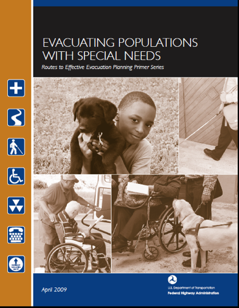 EVACUATING POPULATIONS
WITH SPECIAL NEEDS
Routes to Effective Evacuation Planning Primer Series
April 2009
U.S. Department of Transportation
Federal Highway Administration